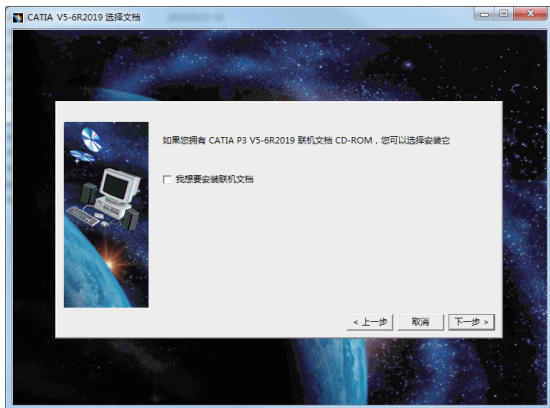 CATIA V5-6R2019 选择文档
如果您拥有 CATIA P3 V5-6R2019 联机文档 CD-ROM，您可以选择安装它
我想要安装联机文档
< 上一步 取消 下一步 >